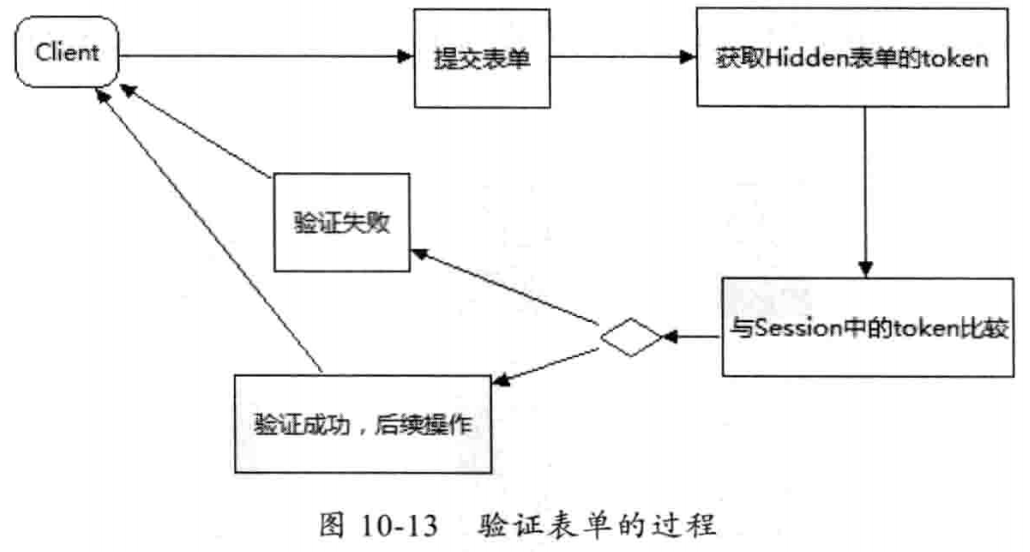 Client
提交表单
获取Hidden表单的token
验证失败
与Session中的token比较
验证成功，后续操作
图 10-13 验证表单的过程